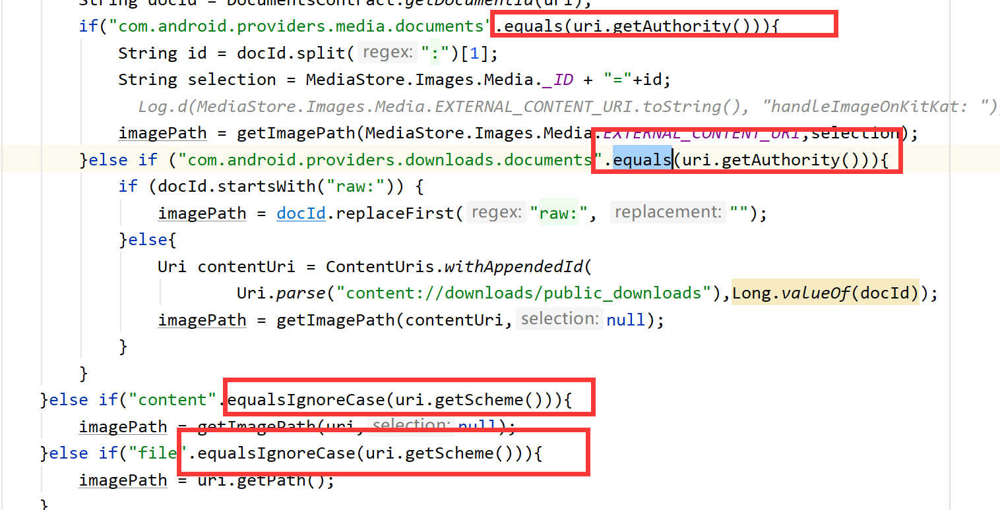 String docId = DocumentsContract.getDocumentId(uri);
if("com.android.providers.media.documents".equals(uri.getAuthority())){
String id = docId.split( regex: ":")[1];
String selection = MediaStore.Images.Media._ID + "="+id;
Log.d(MediaStore.Images.Media.EXTERNAL_CONTENT_URI.toString(), "handleImageOnKitKat: ");
imagePath = getImagePath(MediaStore.Images.Media.EXTERNAL_CONTENT_URI,selection);
}else if ("com.android.providers.downloads.documents".equals(uri.getAuthority())){
if (docId.startsWith("raw:")) {
imagePath = docId.replaceFirst( regex: "raw:", replacement: "");
}else{
Uri contentUri = ContentUris.withAppendedId(
Uri.parse("content://downloads/public_downloads"),Long.valueOf(docId));
imagePath = getImagePath(contentUri, selection: null);
}
}
}else if("content".equalsIgnoreCase(uri.getScheme())){
imagePath = getImagePath(uri, selection: null);
}else if("file".equalsIgnoreCase(uri.getScheme())){
imagePath = uri.getPath();
}